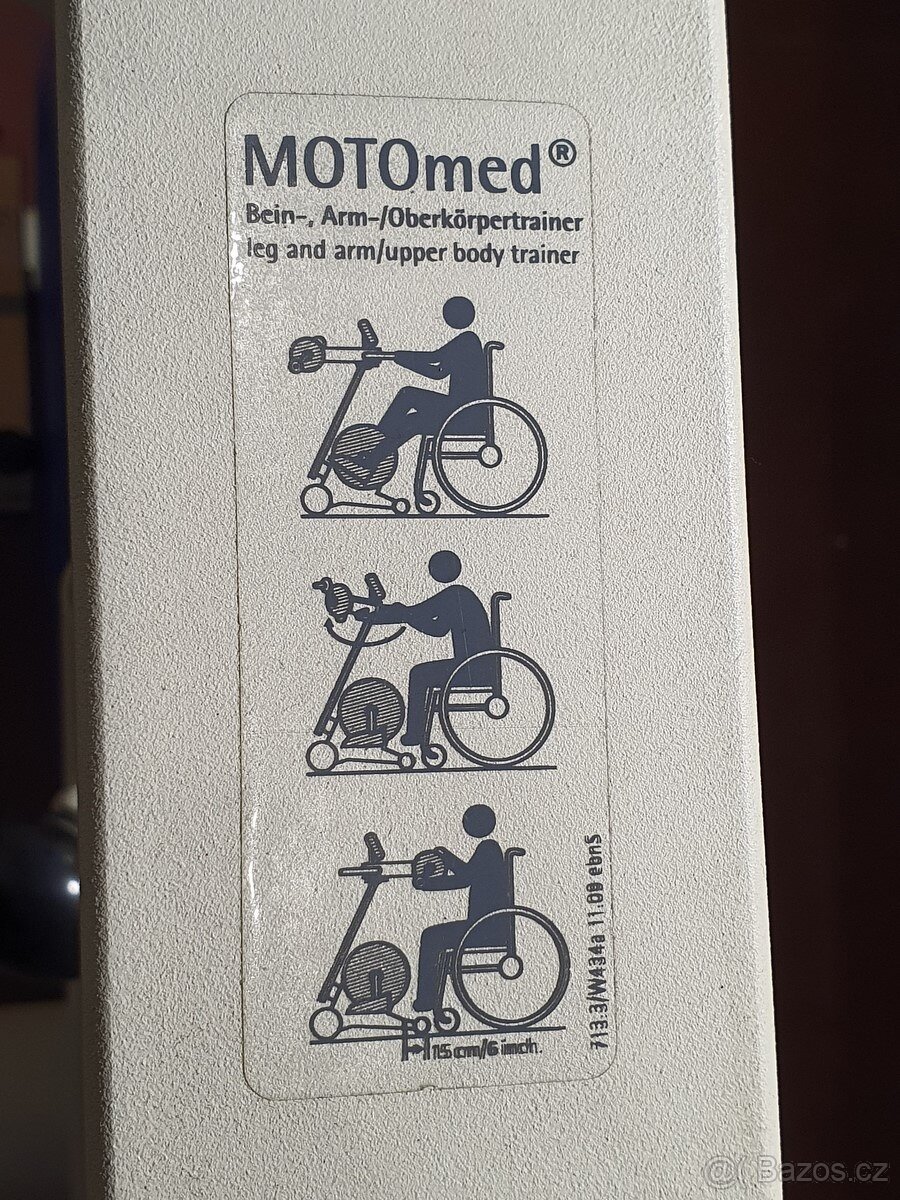 MOTOmed®
Bein-, Arm-/Oberkörpertrainer
leg and arm/upper body trainer
15 cm/6 inch.
713.3/W434a 11.09
@( Bazos.cz